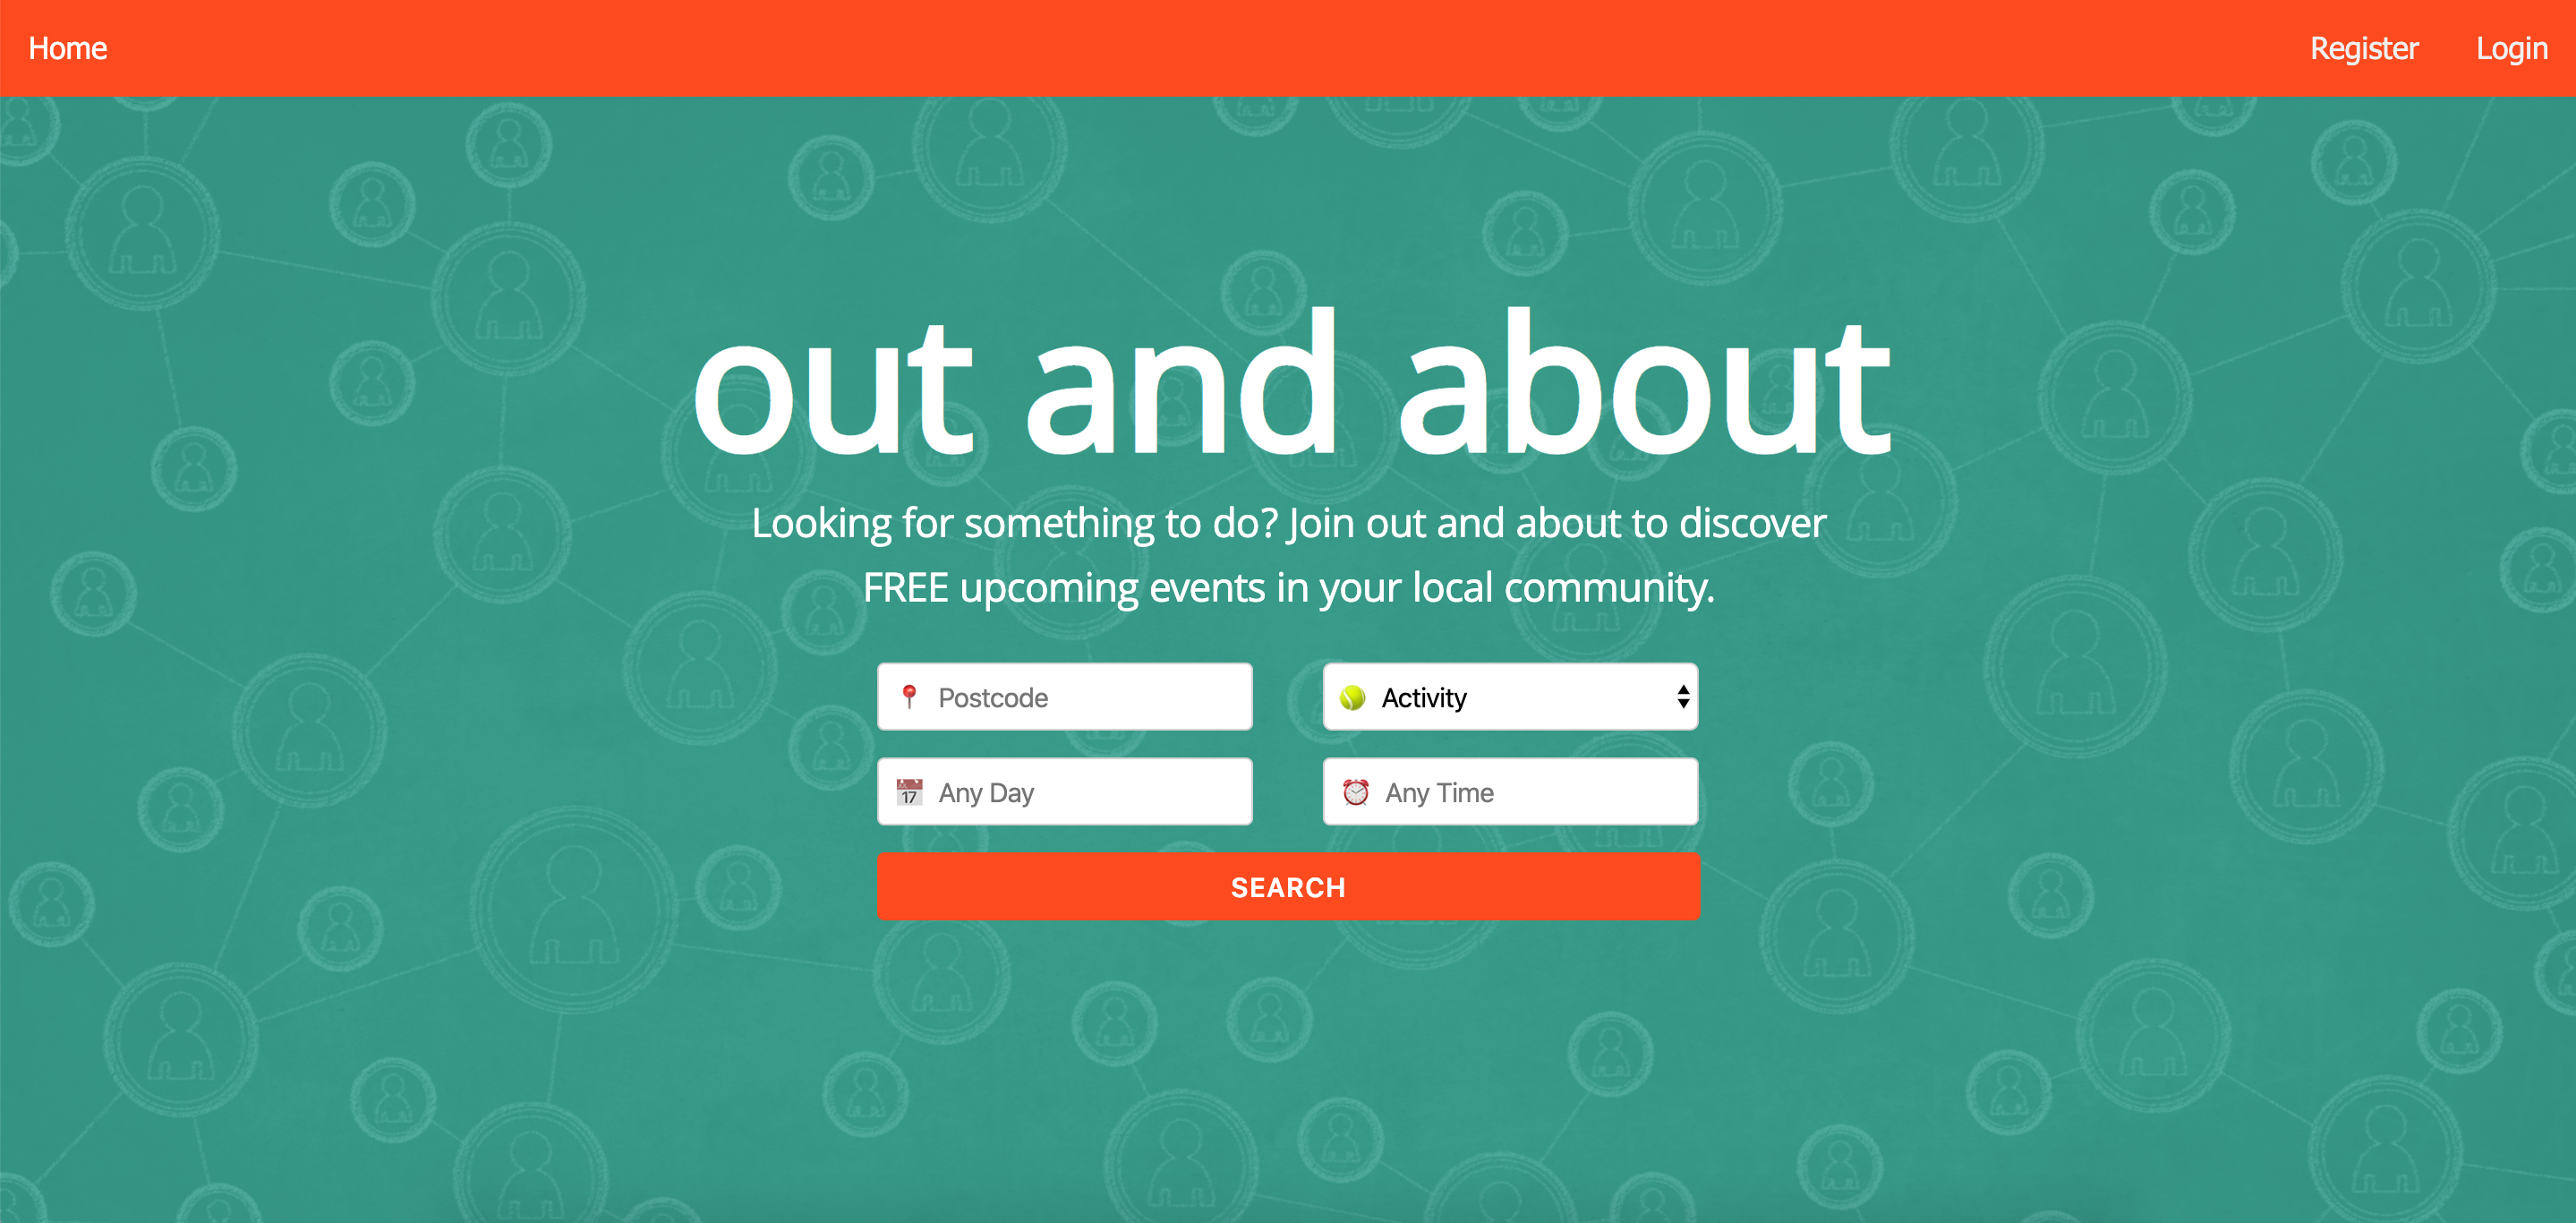 Home
Register
Login
out and about
Looking for something to do? Join out and about to discover
FREE upcoming events in your local community.
📍 Postcode
🎾 Activity
📅 17 Any Day
⏰ Any Time
SEARCH